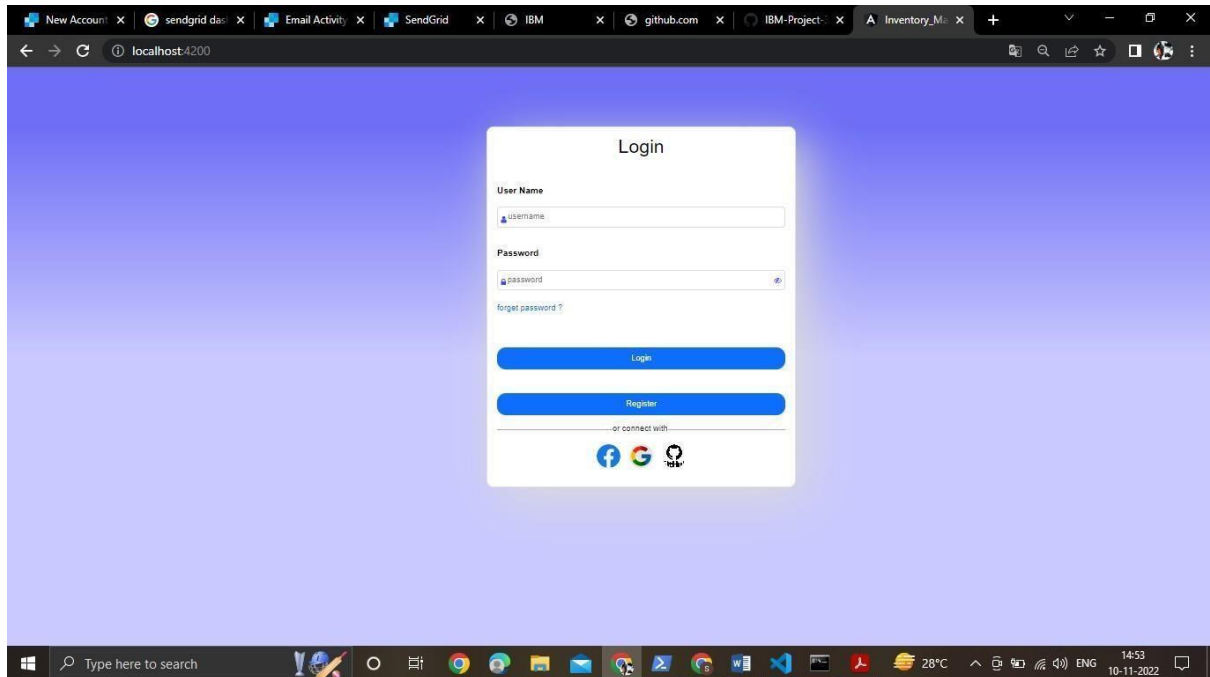 New Account
sendgrid das
Email Activity
SendGrid
IBM
github.com
IBM-Project-
Inventory_Ma
localhost:4200
Login
User Name
username
Password
password
forget password ?
Login
Register
or connect with
Type here to search
28°C
ENG
14:53
10-11-2022